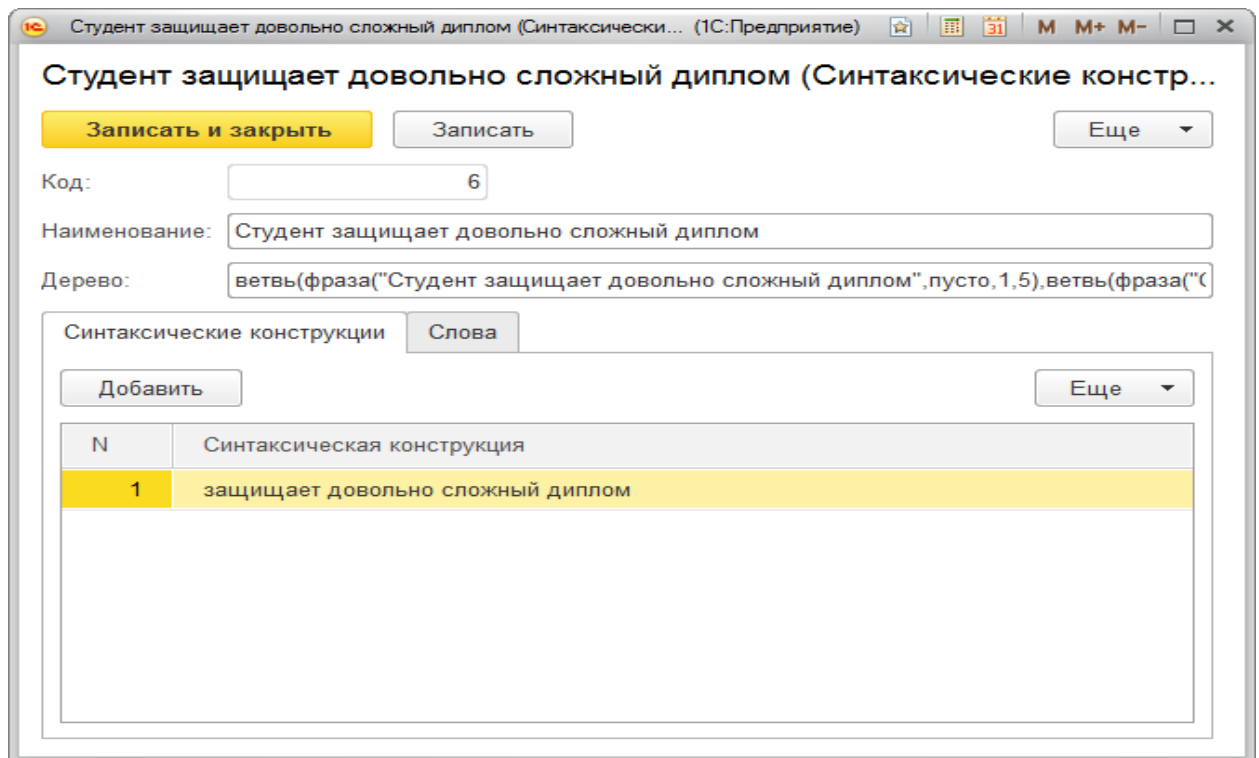 1С Студент защищает довольно сложный диплом (Синтаксически... (1С:Предприятие) 31 M M+ M-
Студент защищает довольно сложный диплом (Синтаксические констр...
Записать и закрыть Записать Еще
Код: 6
Наименование: Студент защищает довольно сложный диплом
Дерево: ветвь(фраза("Студент защищает довольно сложный диплом",пусто,1,5),ветвь(фраза("С
Синтаксические конструкции Слова
Добавить Еще
N Синтаксическая конструкция
1 защищает довольно сложный диплом